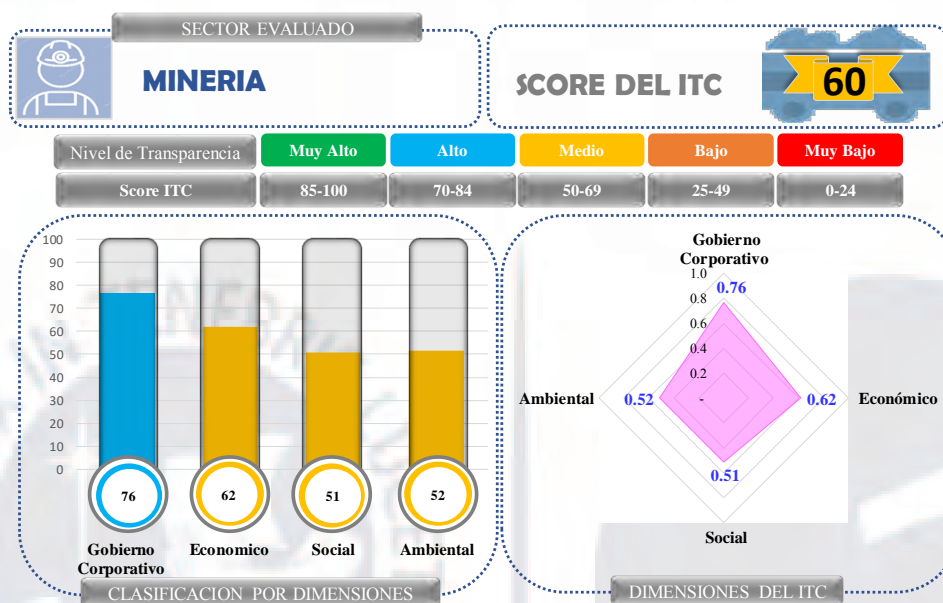 SECTOR EVALUADO
MINERIA
SCORE DEL ITC
60
Nivel de Transparencia Muy Alto Alto Medio Bajo Muy Bajo
Score ITC 85-100 70-84 50-69 25-49 0-24
100
90
80
70
60
50
40
30
20
10
0
76 62 51 52
Gobierno Corporativo
Economico
Social
Ambiental
CLASIFICACION POR DIMENSIONES
Gobierno
Corporativo
1.0
0.8
0.6
0.4
0.2
-
0.76
0.62
0.51
0.52
Ambiental
Económico
Social
DIMENSIONES DEL ITC